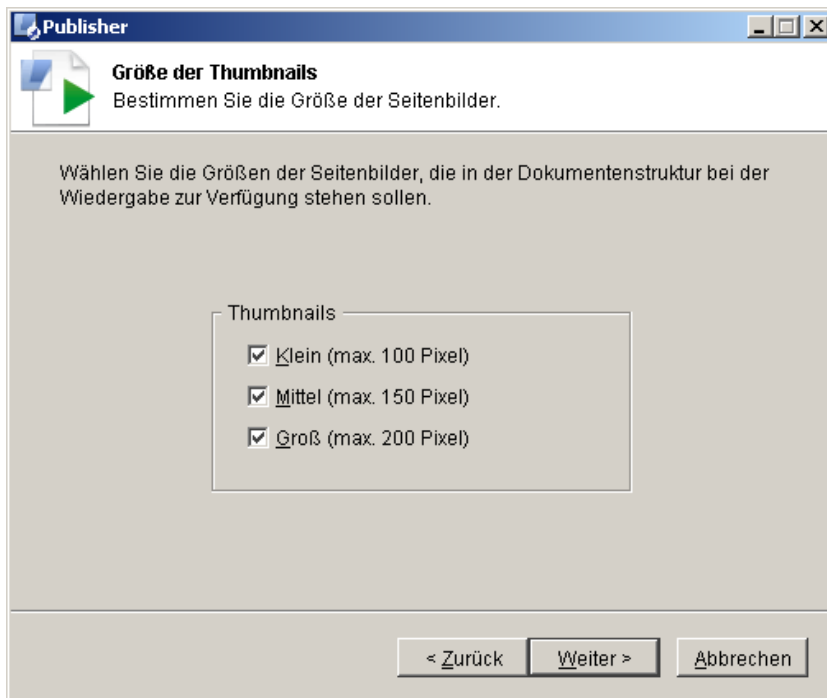 Publisher
Größe der Thumbnails
Bestimmen Sie die Größe der Seitenbilder.
Wählen Sie die Größen der Seitenbilder, die in der Dokumentenstruktur bei der
Wiedergabe zur Verfügung stehen sollen.
Thumbnails
Klein (max. 100 Pixel)
Mittel (max. 150 Pixel)
Groß (max. 200 Pixel)
< Zurück Weiter > Abbrechen